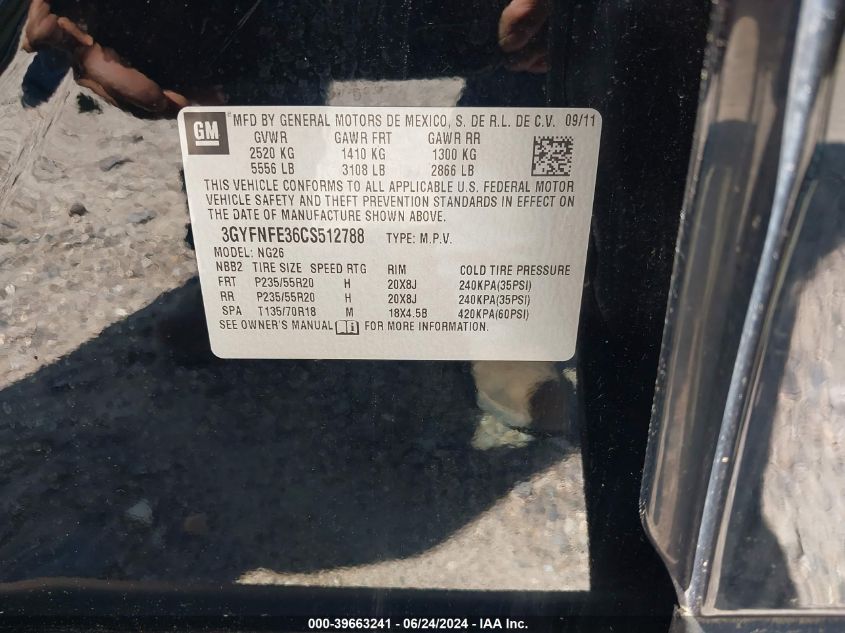 GM MFD BY GENERAL MOTORS DE MEXICO, S. DE R.L. DE C.V. 09/11
GVWR GAWR FRT GAWR RR
2520 KG 1410 KG 1300 KG
5556 LB 3108 LB 2866 LB
THIS VEHICLE CONFORMS TO ALL APPLICABLE U.S. FEDERAL MOTOR
VEHICLE SAFETY AND THEFT PREVENTION STANDARDS IN EFFECT ON
THE DATE OF MANUFACTURE SHOWN ABOVE.
3GYFNFE36CS512788 TYPE: M.P.V.
MODEL: NG26
NBB2 TIRE SIZE SPEED RTG RIM COLD TIRE PRESSURE
FRT P235/55R20 H 20X8J 240KPA(35PSI)
RR P235/55R20 H 20X8J 240KPA(35PSI)
SPA T135/70R18 M 18X4.5B 420KPA(60PSI)
SEE OWNER'S MANUAL FOR MORE INFORMATION.
000-39663241 - 06/24/2024 - IAA Inc.